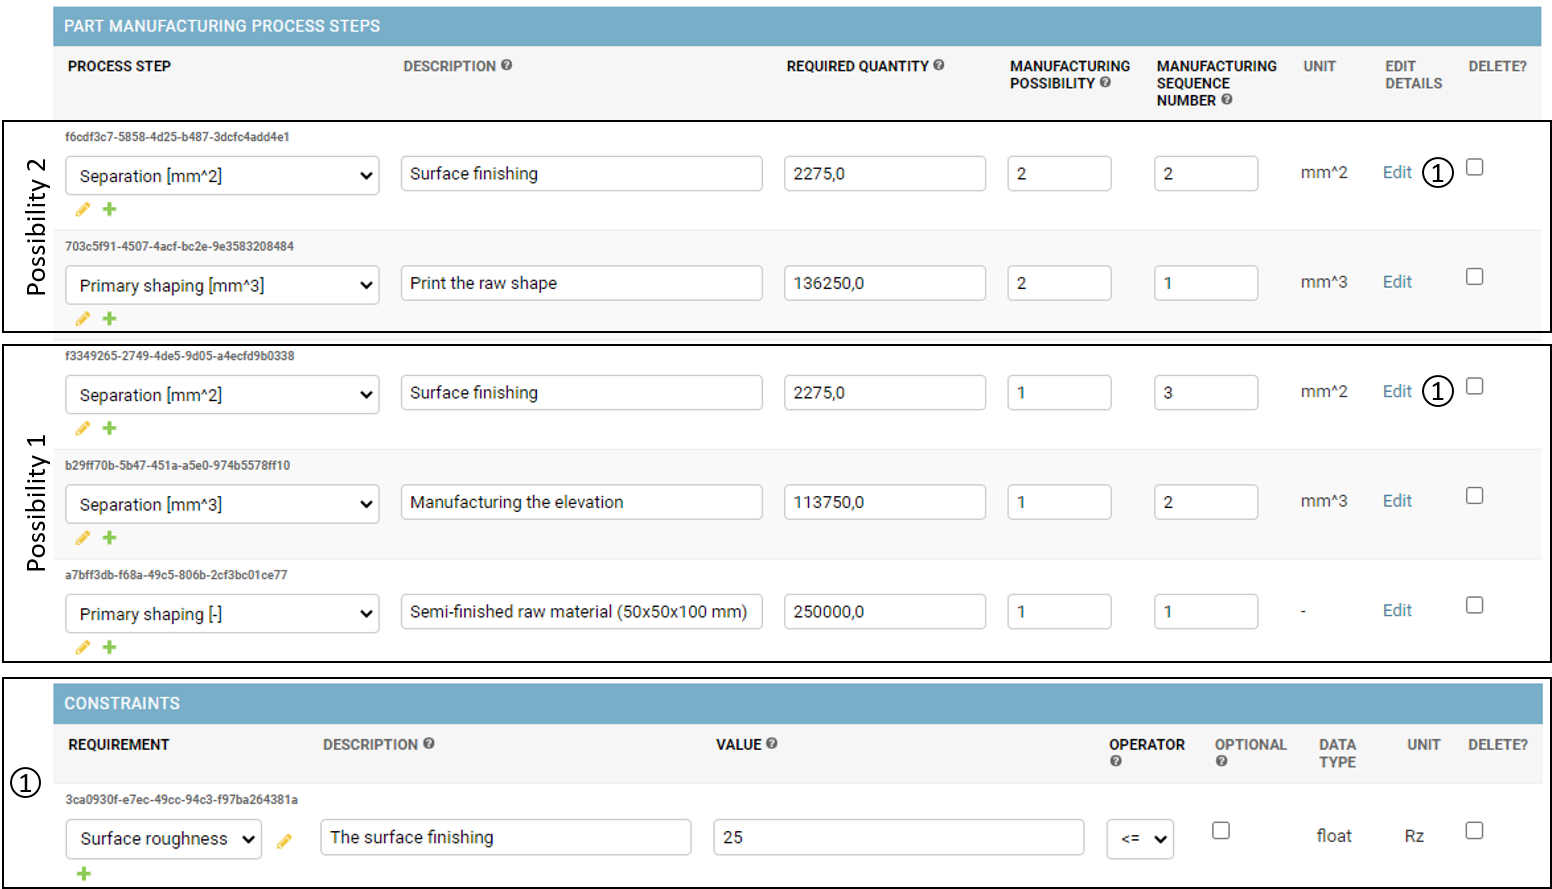 PART MANUFACTURING PROCESS STEPS
PROCESS STEP DESCRIPTION ? REQUIRED QUANTITY ? MANUFACTURING POSSIBILITY ? MANUFACTURING SEQUENCE NUMBER ? UNIT EDIT DETAILS DELETE?
Possibility 2
f6cdf3c7-5858-4d25-b487-3dcfc4add4e1
Separation [mm^2] Surface finishing 2275,0 2 2 mm^2 Edit 1
703c5f91-4507-4acf-bc2e-9e3583208484
Primary shaping [mm^3] Print the raw shape 136250,0 2 1 mm^3 Edit
Possibility 1
f3349265-2749-4de5-9d05-a4ecfd9b0338
Separation [mm^2] Surface finishing 2275,0 1 3 mm^2 Edit 1
b29ff70b-5b47-451a-a5e0-974b5578ff10
Separation [mm^3] Manufacturing the elevation 113750,0 1 2 mm^3 Edit
a7bff3db-f68a-49c5-806b-2cf3bc01ce77
Primary shaping [-] Semi-finished raw material (50x50x100 mm) 250000,0 1 1 - Edit
1
CONSTRAINTS
REQUIREMENT DESCRIPTION ? VALUE ? OPERATOR ? OPTIONAL ? DATA TYPE UNIT DELETE?
3ca0930f-e7ec-49cc-94c3-f97ba264381a
Surface roughness The surface finishing 25 <= float Rz